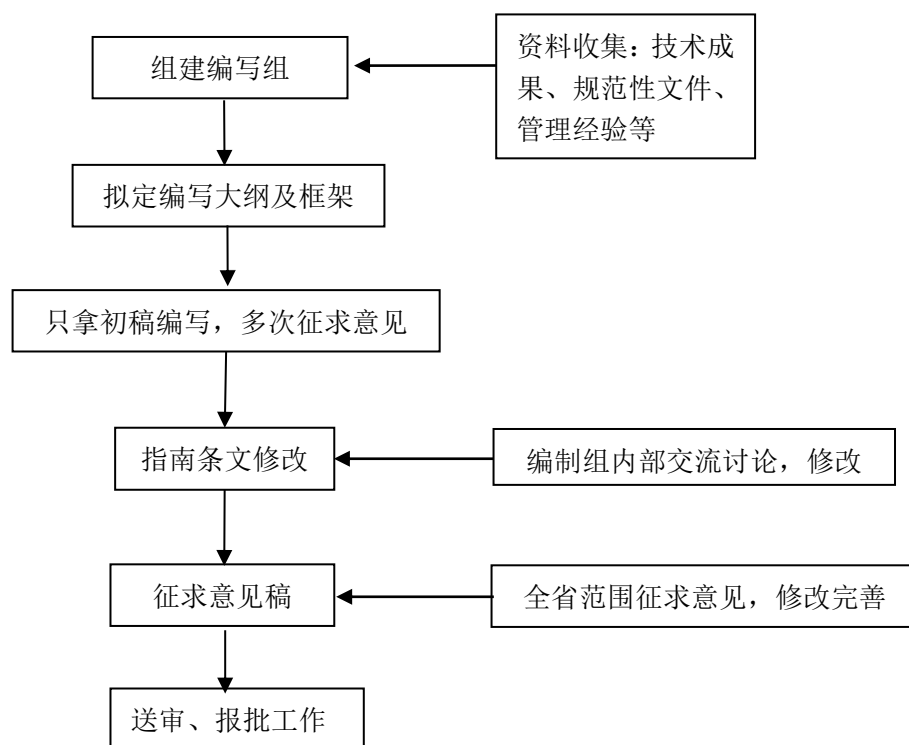 组建编写组
资料收集：技术成
果、规范性文件、
管理经验等
拟定编写大纲及框架
只拿初稿编写，多次征求意见
指南条文修改
编制组内部交流讨论，修改
征求意见稿
全省范围征求意见，修改完善
送审、报批工作